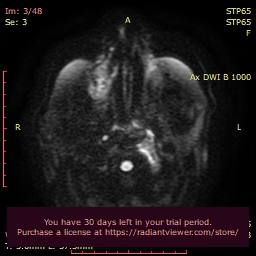 Im: 3/48
Se: 3
A
STP65
STP65
F
Ax DWI B 1000
R
L
You have 30 days left in your trial period.
Purchase a license at https://radiantviewer.com/store/